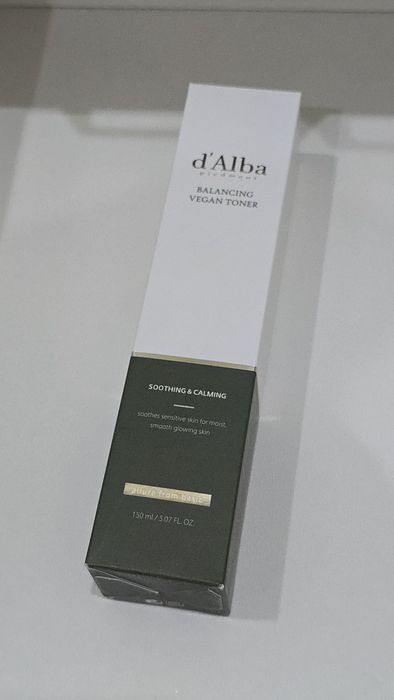 d'Alba
piedmont
BALANCING
VEGAN TONER
SOOTHING & CALMING
soothes sensitive skin for moist,
smooth glowing skin
allure from basic
150 ml / 5.07 FL. OZ.